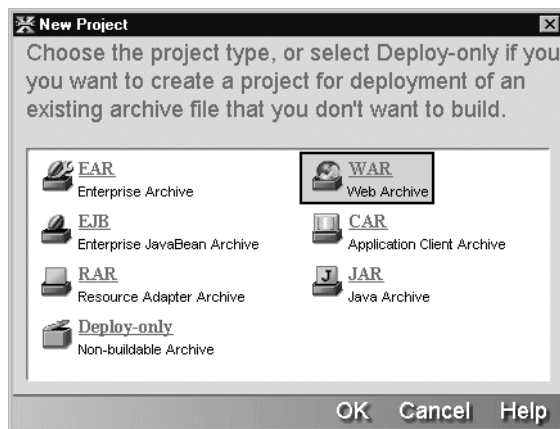 New Project
Choose the project type, or select Deploy-only if you
you want to create a project for deployment of an
existing archive file that you don't want to build.
EAR
Enterprise Archive
WAR
Web Archive
EJB
Enterprise JavaBean Archive
CAR
Application Client Archive
RAR
Resource Adapter Archive
J
JAR
Java Archive
Deploy-only
Non-buildable Archive
OK Cancel Help